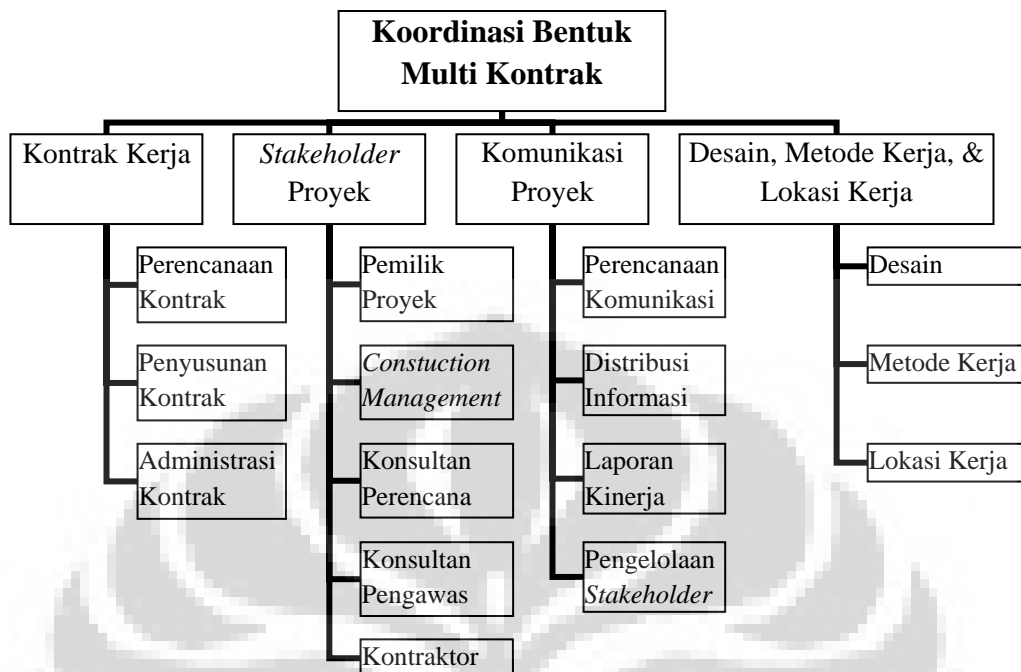 Koordinasi Bentuk
Multi Kontrak
Kontrak Kerja
Stakeholder
Proyek
Komunikasi
Proyek
Desain, Metode Kerja, &
Lokasi Kerja
Perencanaan
Kontrak
Penyusunan
Kontrak
Administrasi
Kontrak
Pemilik
Proyek
Constuction
Management
Konsultan
Perencana
Konsultan
Pengawas
Kontraktor
Perencanaan
Komunikasi
Distribusi
Informasi
Laporan
Kinerja
Pengelolaan
Stakeholder
Desain
Metode Kerja
Lokasi Kerja